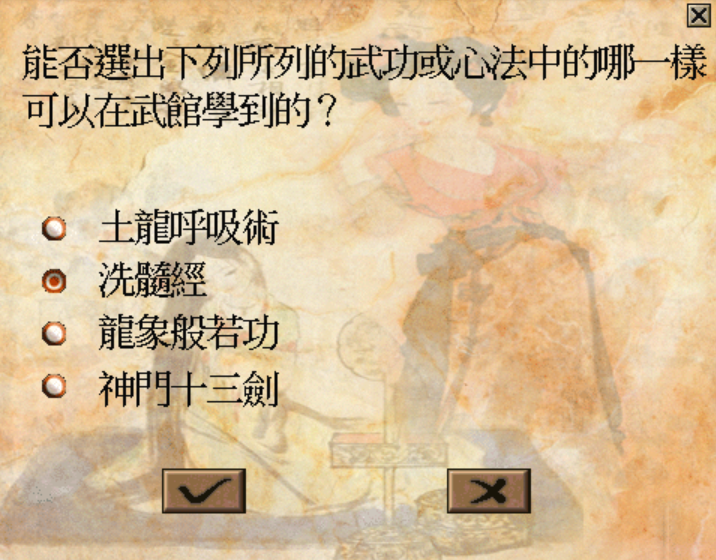 能否選出下列所列的武功或心法中的哪一樣
可以在武館學到的？
土龍呼吸術
洗髓經
龍象般若功
神門十三劍